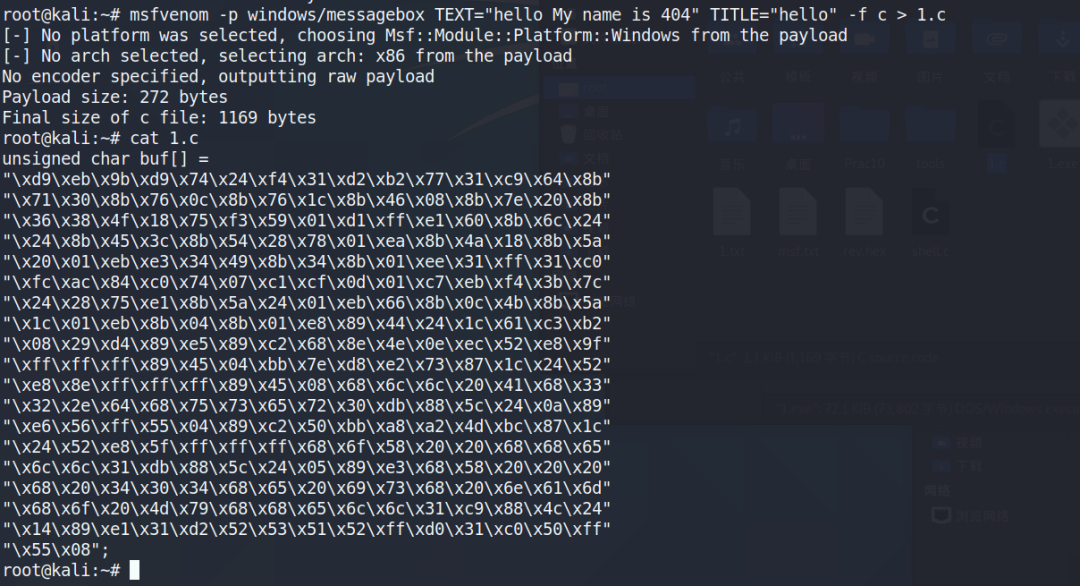 root@kali:~# msfvenom -p windows/messagebox TEXT="hello My name is 404" TITLE="hello" -f c > 1.c
[-] No platform was selected, choosing Msf::Module::Platform::Windows from the payload
[-] No arch selected, selecting arch: x86 from the payload
No encoder specified, outputting raw payload
Payload size: 272 bytes
Final size of c file: 1169 bytes
root@kali:~# cat 1.c
unsigned char buf[] =
"\xd9\xeb\x9b\xd9\x74\x24\xf4\x31\xd2\xb2\x77\x31\xc9\x64\x8b"
"\x71\x30\x8b\x76\x0c\x8b\x76\x1c\x8b\x46\x08\x8b\x7e\x20\x8b"
"\x36\x38\x4f\x18\x75\xf3\x59\x01\xd1\xff\xe1\x60\x8b\x6c\x24"
"\x24\x8b\x45\x3c\x8b\x54\x28\x78\x01\xea\x8b\x4a\x18\x8b\x5a"
"\x20\x01\xeb\xe3\x34\x49\x8b\x34\x8b\x01\xee\x31\xff\x31\xc0"
"\xfc\xac\x84\xc0\x74\x07\xc1\xcf\x0d\x01\xc7\xeb\xf4\x3b\x7c"
"\x24\x28\x75\xe1\x8b\x5a\x24\x01\xeb\x66\x8b\x0c\x4b\x8b\x5a"
"\x1c\x01\xeb\x8b\x04\x8b\x01\xe8\x89\x44\x24\x1c\x61\xc3\xb2"
"\x08\x29\xd4\x89\xe5\x89\xc2\x68\x8e\x4e\x0e\xec\x52\xe8\x9f"
"\xff\xff\xff\x89\x45\x04\xbb\x7e\xd8\xe2\x73\x87\x1c\x24\x52"
"\xe8\x8e\xff\xff\xff\x89\x45\x08\x68\x6c\x6c\x20\x41\x68\x33"
"\x32\x2e\x64\x68\x75\x73\x65\x72\x30\xdb\x88\x5c\x24\x0a\x89"
"\xe6\x56\xff\x55\x04\x89\xc2\x50\xbb\xa8\xa2\x4d\xbc\x87\x1c"
"\x24\x52\xe8\x5f\xff\xff\xff\x68\x6f\x58\x20\x20\x68\x68\x65"
"\x6c\x6c\x31\xdb\x88\x5c\x24\x05\x89\xe3\x68\x58\x20\x20\x20"
"\x68\x20\x34\x30\x34\x68\x65\x20\x69\x73\x68\x20\x6e\x61\x6d"
"\x68\x6f\x20\x4d\x79\x68\x68\x65\x6c\x6c\x31\xc9\x88\x4c\x24"
"\x14\x89\xe1\x31\xd2\x52\x53\x51\x52\xff\xd0\x31\xc0\x50\xff"
"\x55\x08";
root@kali:~#